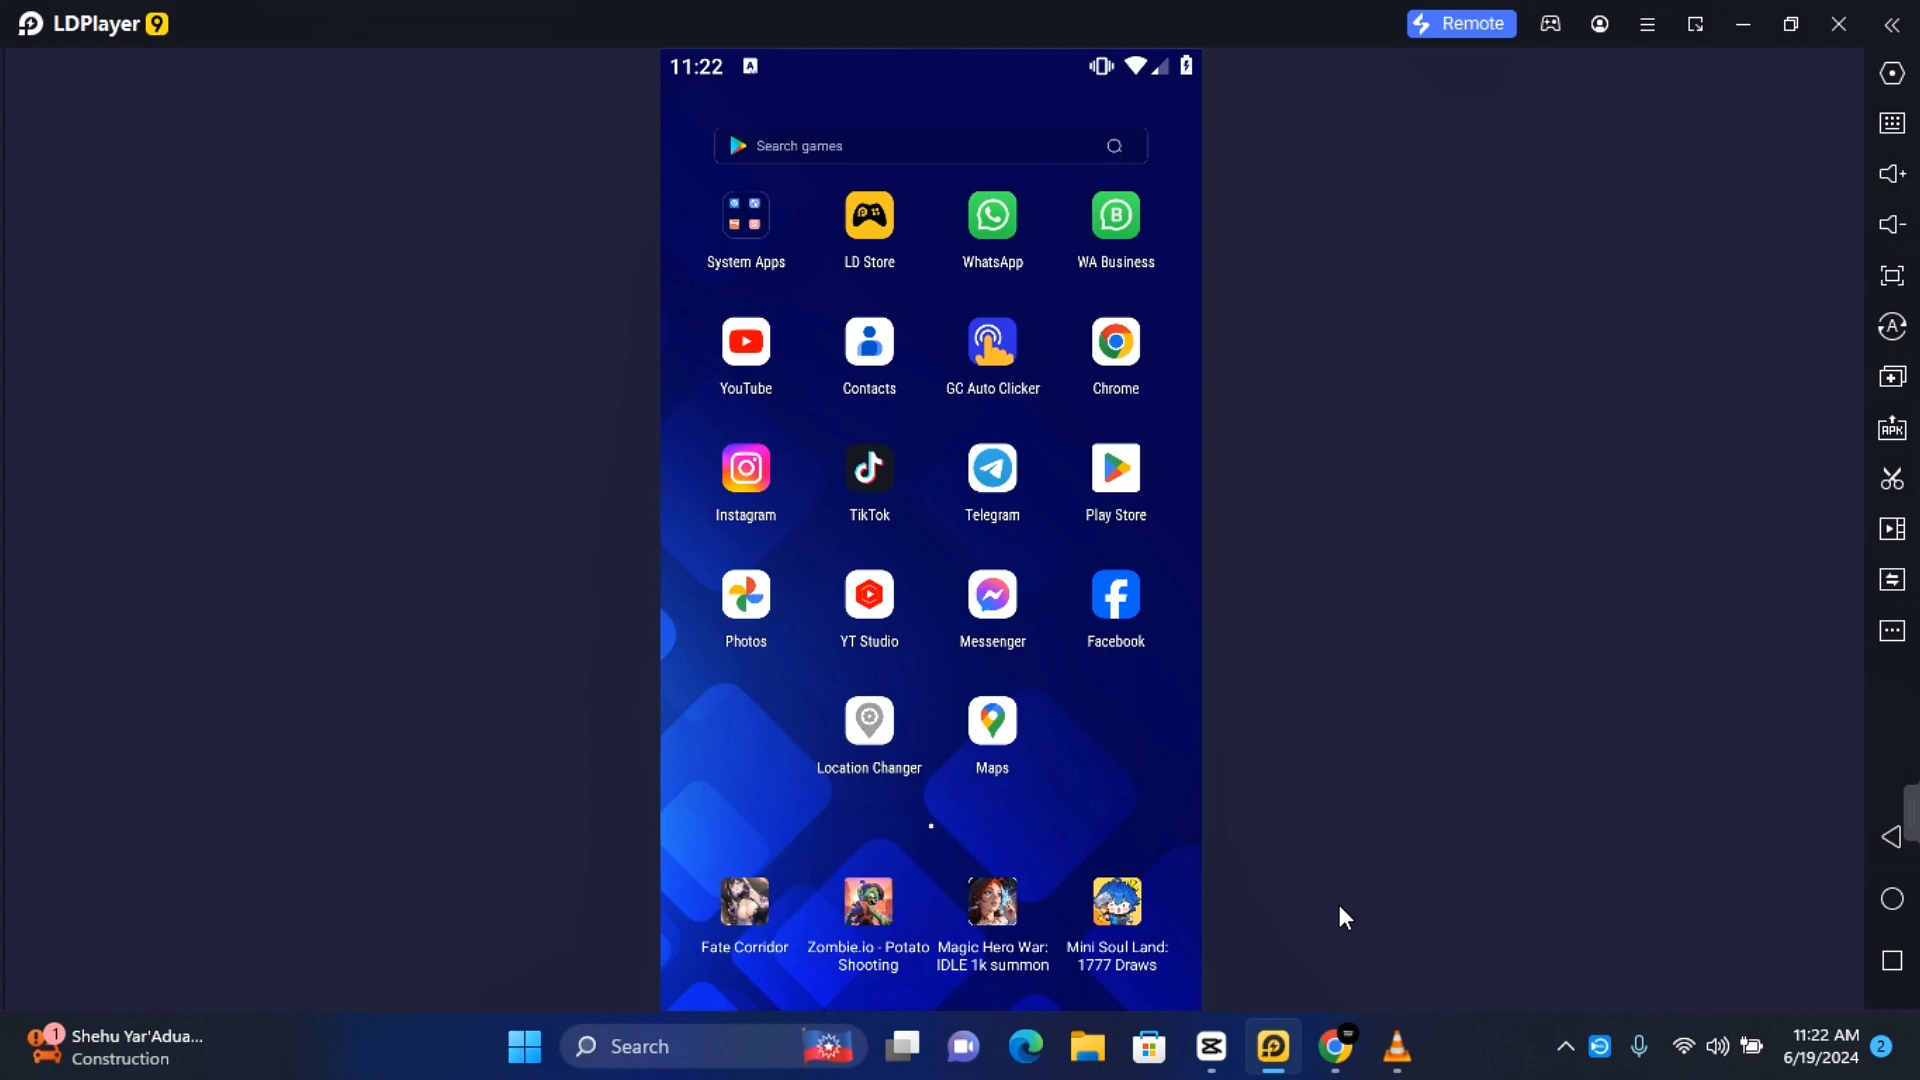 LDPlayer 9
Remote
11:22 A
Search games
System Apps LD Store WhatsApp WA Business
YouTube Contacts GC Auto Clicker Chrome
Instagram TikTok Telegram Play Store
Photos YT Studio Messenger Facebook
Location Changer Maps
Fate Corridor Zombie.io - Potato Magic Hero War: Mini Soul Land:
Shooting IDLE 1k summon 1777 Draws
A
APK
1 Shehu Yar'Adua...
Construction
Search
11:22 AM
6/19/2024
2